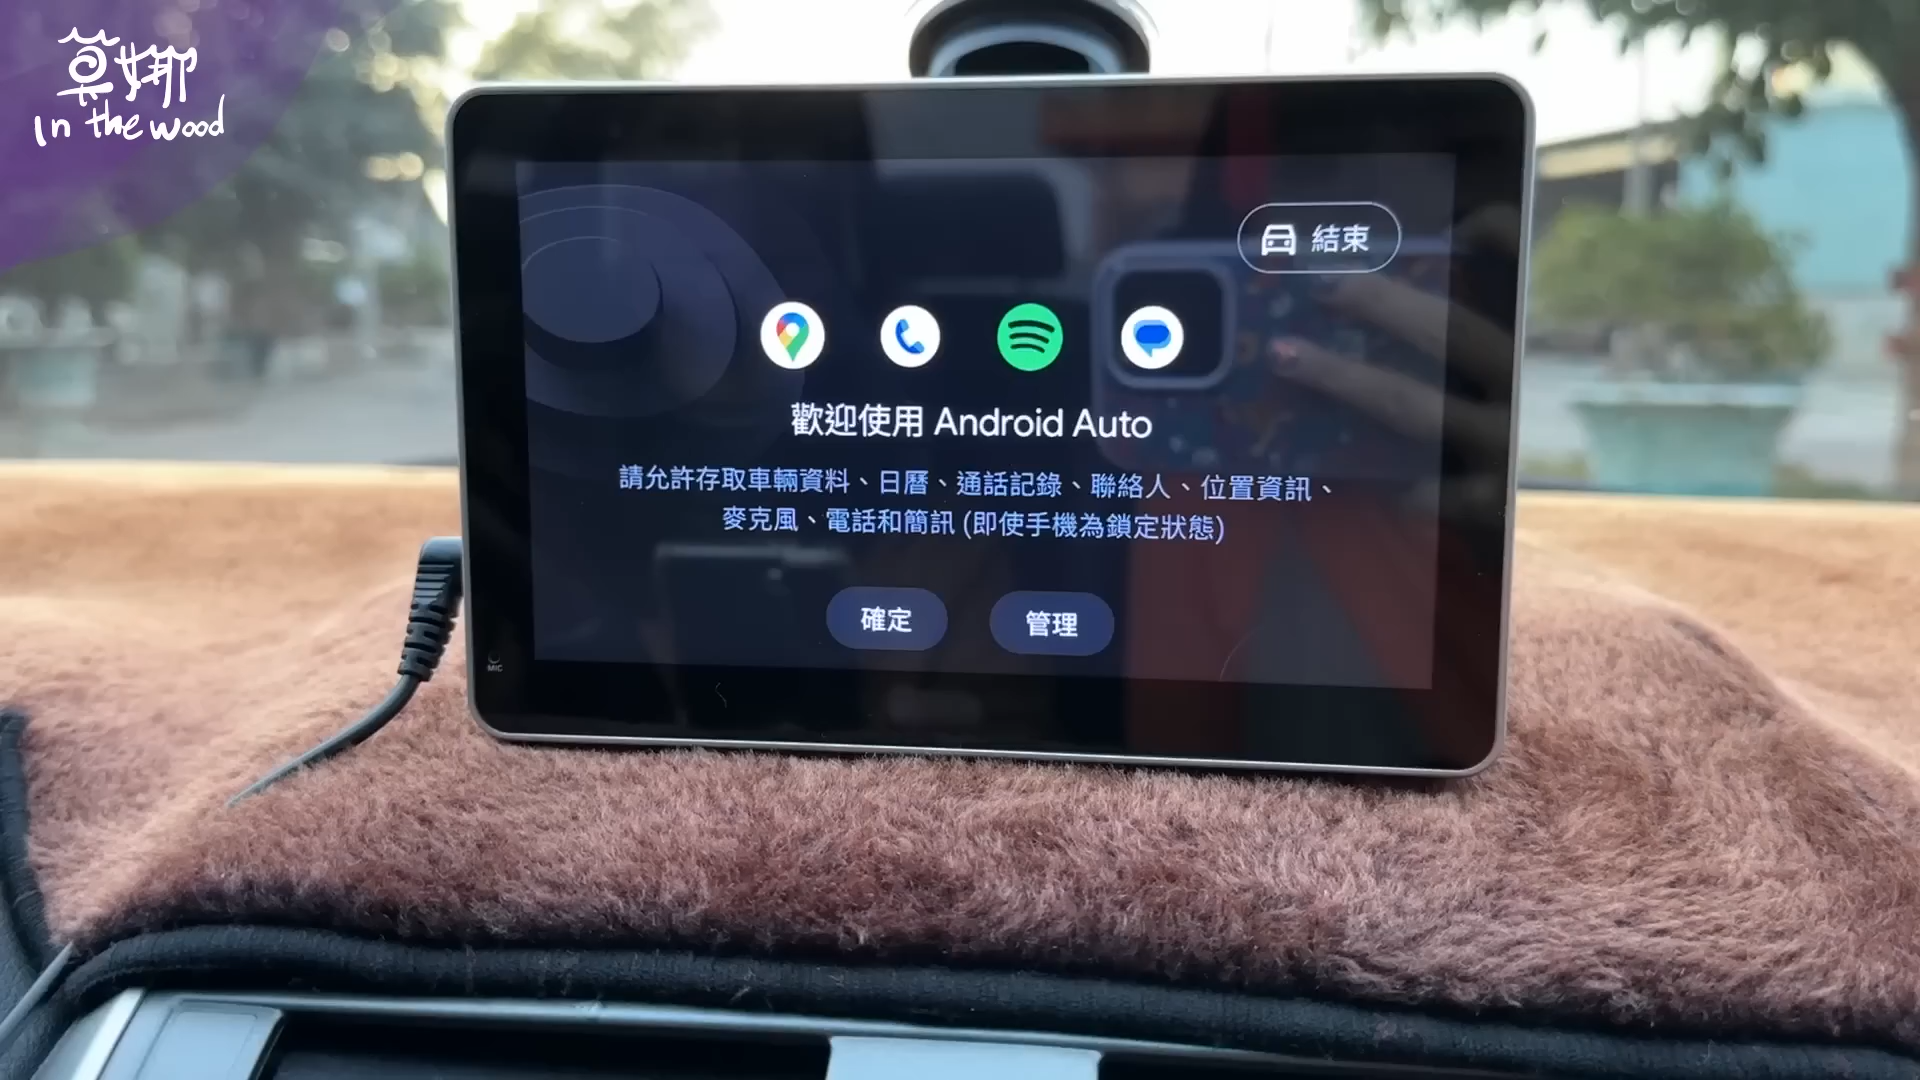 莫娜
in the wood
結束
歡迎使用 Android Auto
請允許存取車輛資料、日曆、通話記錄、聯絡人、位置資訊、
麥克風、電話和簡訊 (即使手機為鎖定狀態)
確定
管理
MIC